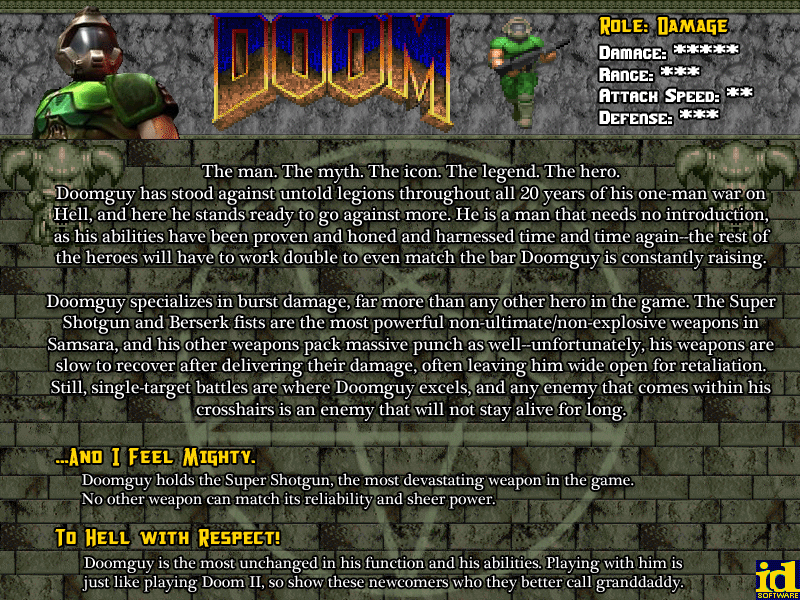 DOOM
Role: Damage
Damage: *****
Range: ***
Attack Speed: **
Defense: ***
The man. The myth. The icon. The legend. The hero.
Doomguy has stood against untold legions throughout all 20 years of his one-man war on
Hell, and here he stands ready to go against more. He is a man that needs no introduction,
as his abilities have been proven and honed and harnessed time and time again--the rest of
the heroes will have to work double to even match the bar Doomguy is constantly raising.
Doomguy specializes in burst damage, far more than any other hero in the game. The Super
Shotgun and Berserk fists are the most powerful non-ultimate/non-explosive weapons in
Samsara, and his other weapons pack massive punch as well--unfortunately, his weapons are
slow to recover after delivering their damage, often leaving him wide open for retaliation.
Still, single-target battles are where Doomguy excels, and any enemy that comes within his
crosshairs is an enemy that will not stay alive for long.
...And I Feel Mighty.
Doomguy holds the Super Shotgun, the most devastating weapon in the game.
No other weapon can match its reliability and sheer power.
To Hell with Respect!
Doomguy is the most unchanged in his function and his abilities. Playing with him is
just like playing Doom II, so show these newcomers who they better call granddaddy.
id
SOFTWARE